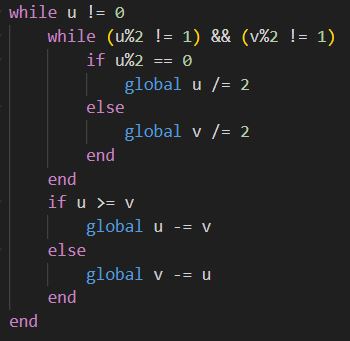 while u != 0
while (u%2 != 1) && (v%2 != 1)
if u%2 == 0
global u /= 2
else
global v /= 2
end
end
if u >= v
global u -= v
else
global v -= u
end
end